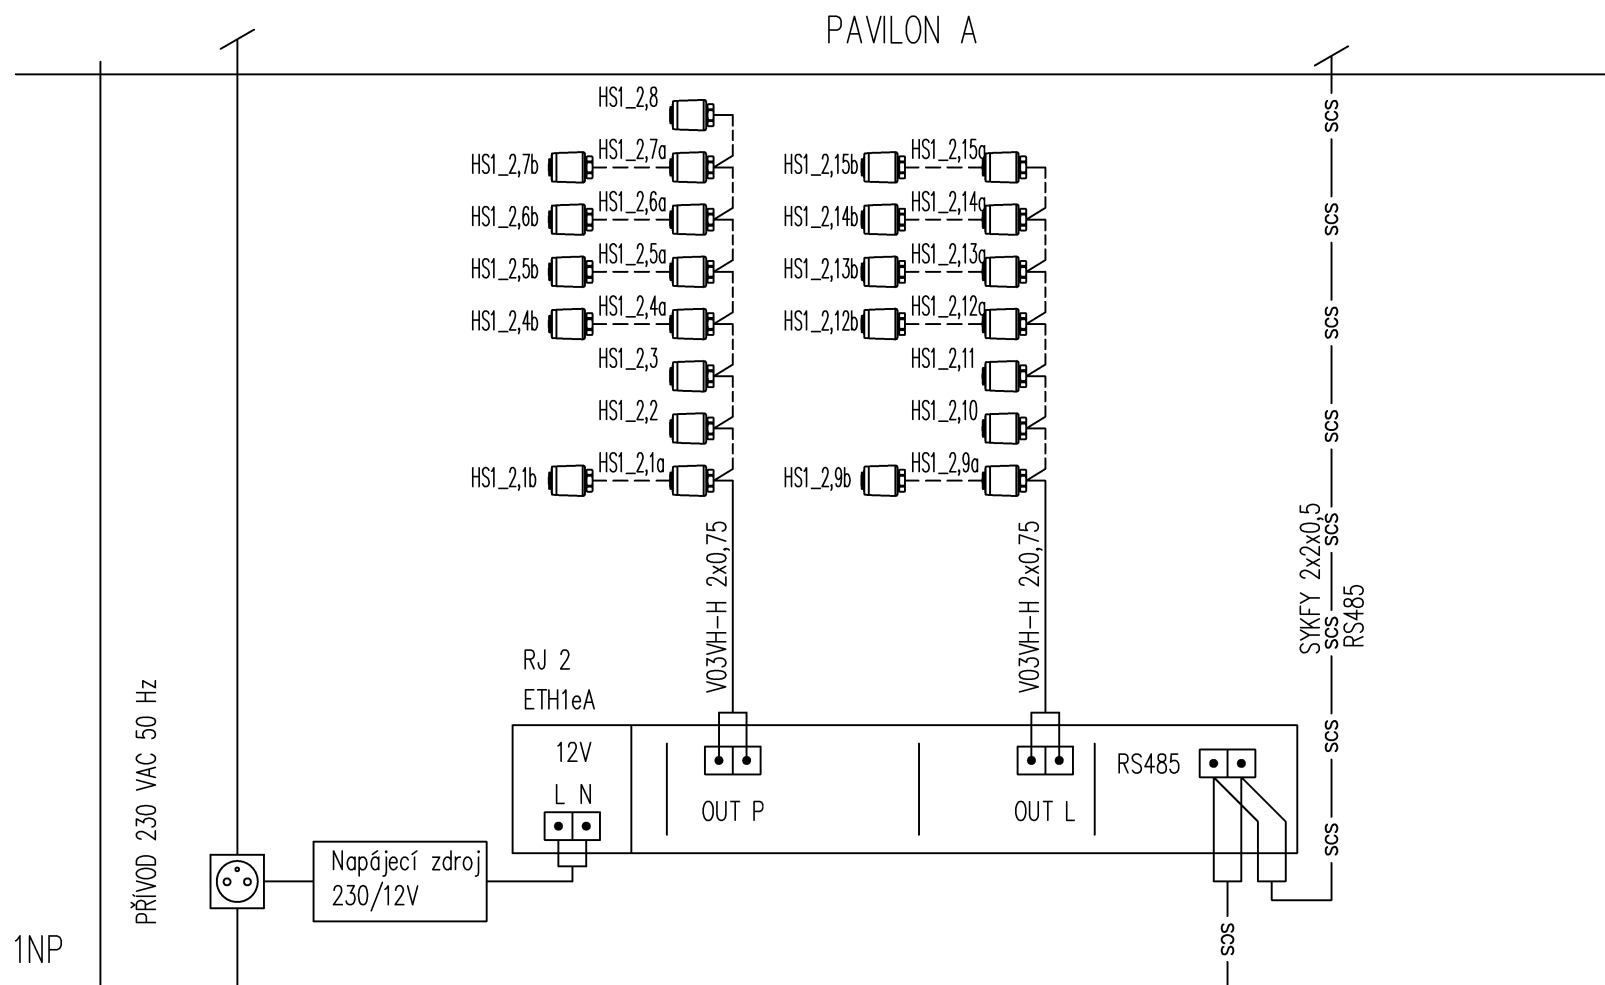 PAVILON A
HS1_2,8
HS1_2,7b
HS1_2,7a
HS1_2,6b
HS1_2,6a
HS1_2,5b
HS1_2,5a
HS1_2,4b
HS1_2,4a
HS1_2,3
HS1_2,2
HS1_2,1b
HS1_2,1a
HS1_2,15b
HS1_2,15a
HS1_2,14b
HS1_2,14a
HS1_2,13b
HS1_2,13a
HS1_2,12b
HS1_2,12a
HS1_2,11
HS1_2,10
HS1_2,9b
HS1_2,9a
V03VH-H 2x0,75
V03VH-H 2x0,75
SCS
SCS
SCS
SCS
SCS
SCS
SCS
SCS
SYKFY 2x2x0,5
RS485
RJ 2
ETH1eA
12V
L N
OUT P
OUT L
RS485
PŘÍVOD 230 VAC 50 Hz
Napájecí zdroj
230/12V
SCS
1NP